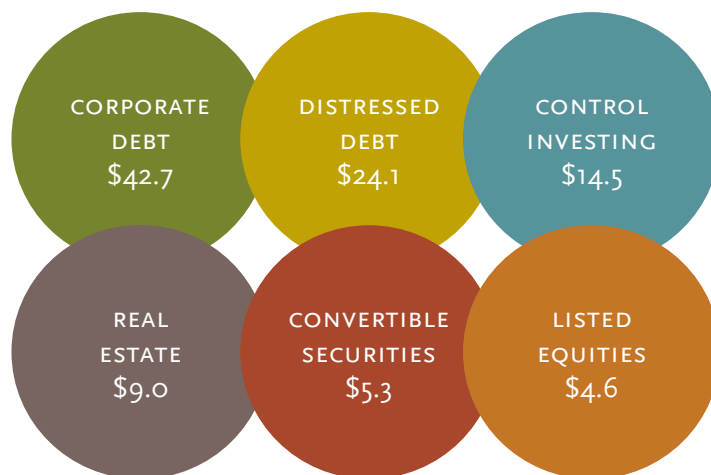 CORPORATE
DEBT
$42.7
DISTRESSED
DEBT
$24.1
CONTROL
INVESTING
$14.5
REAL
ESTATE
$9.0
CONVERTIBLE
SECURITIES
$5.3
LISTED
EQUITIES
$4.6